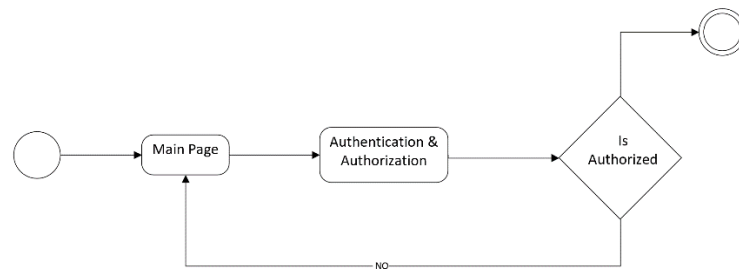 Main Page
Authentication &
Authorization
Is
Authorized
NO